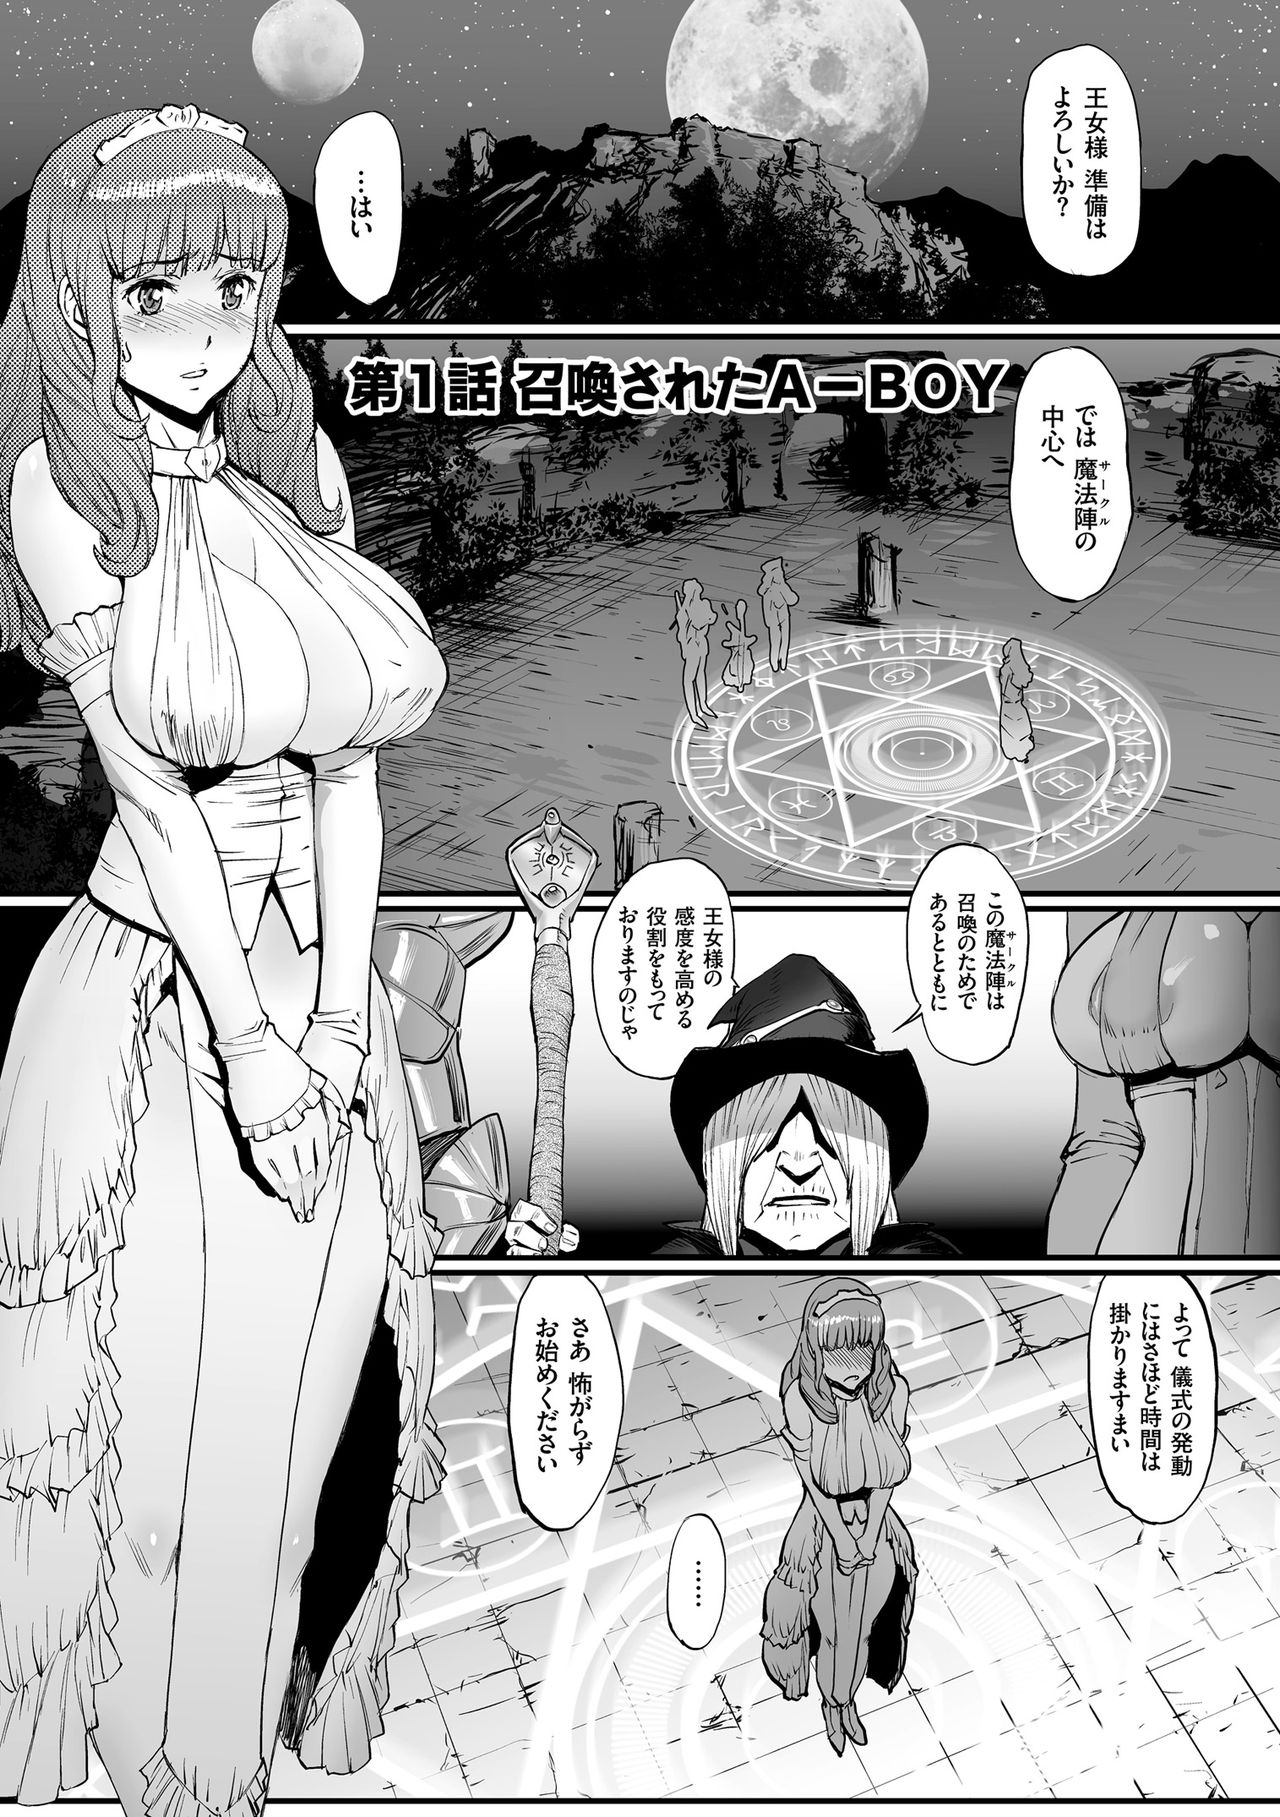 王女様 準備は
よろしいか？
…はい
第1話 召喚されたA－BOY
では 魔法陣の
サークル
中心へ
この魔法陣は
サークル
召喚のためで
あるとともに
王女様の
感度を高める
役割をもって
おりますのじゃ
よって 儀式の発動
にはさほど時間は
掛かりますまい
さあ 怖がらず
お始めください
……